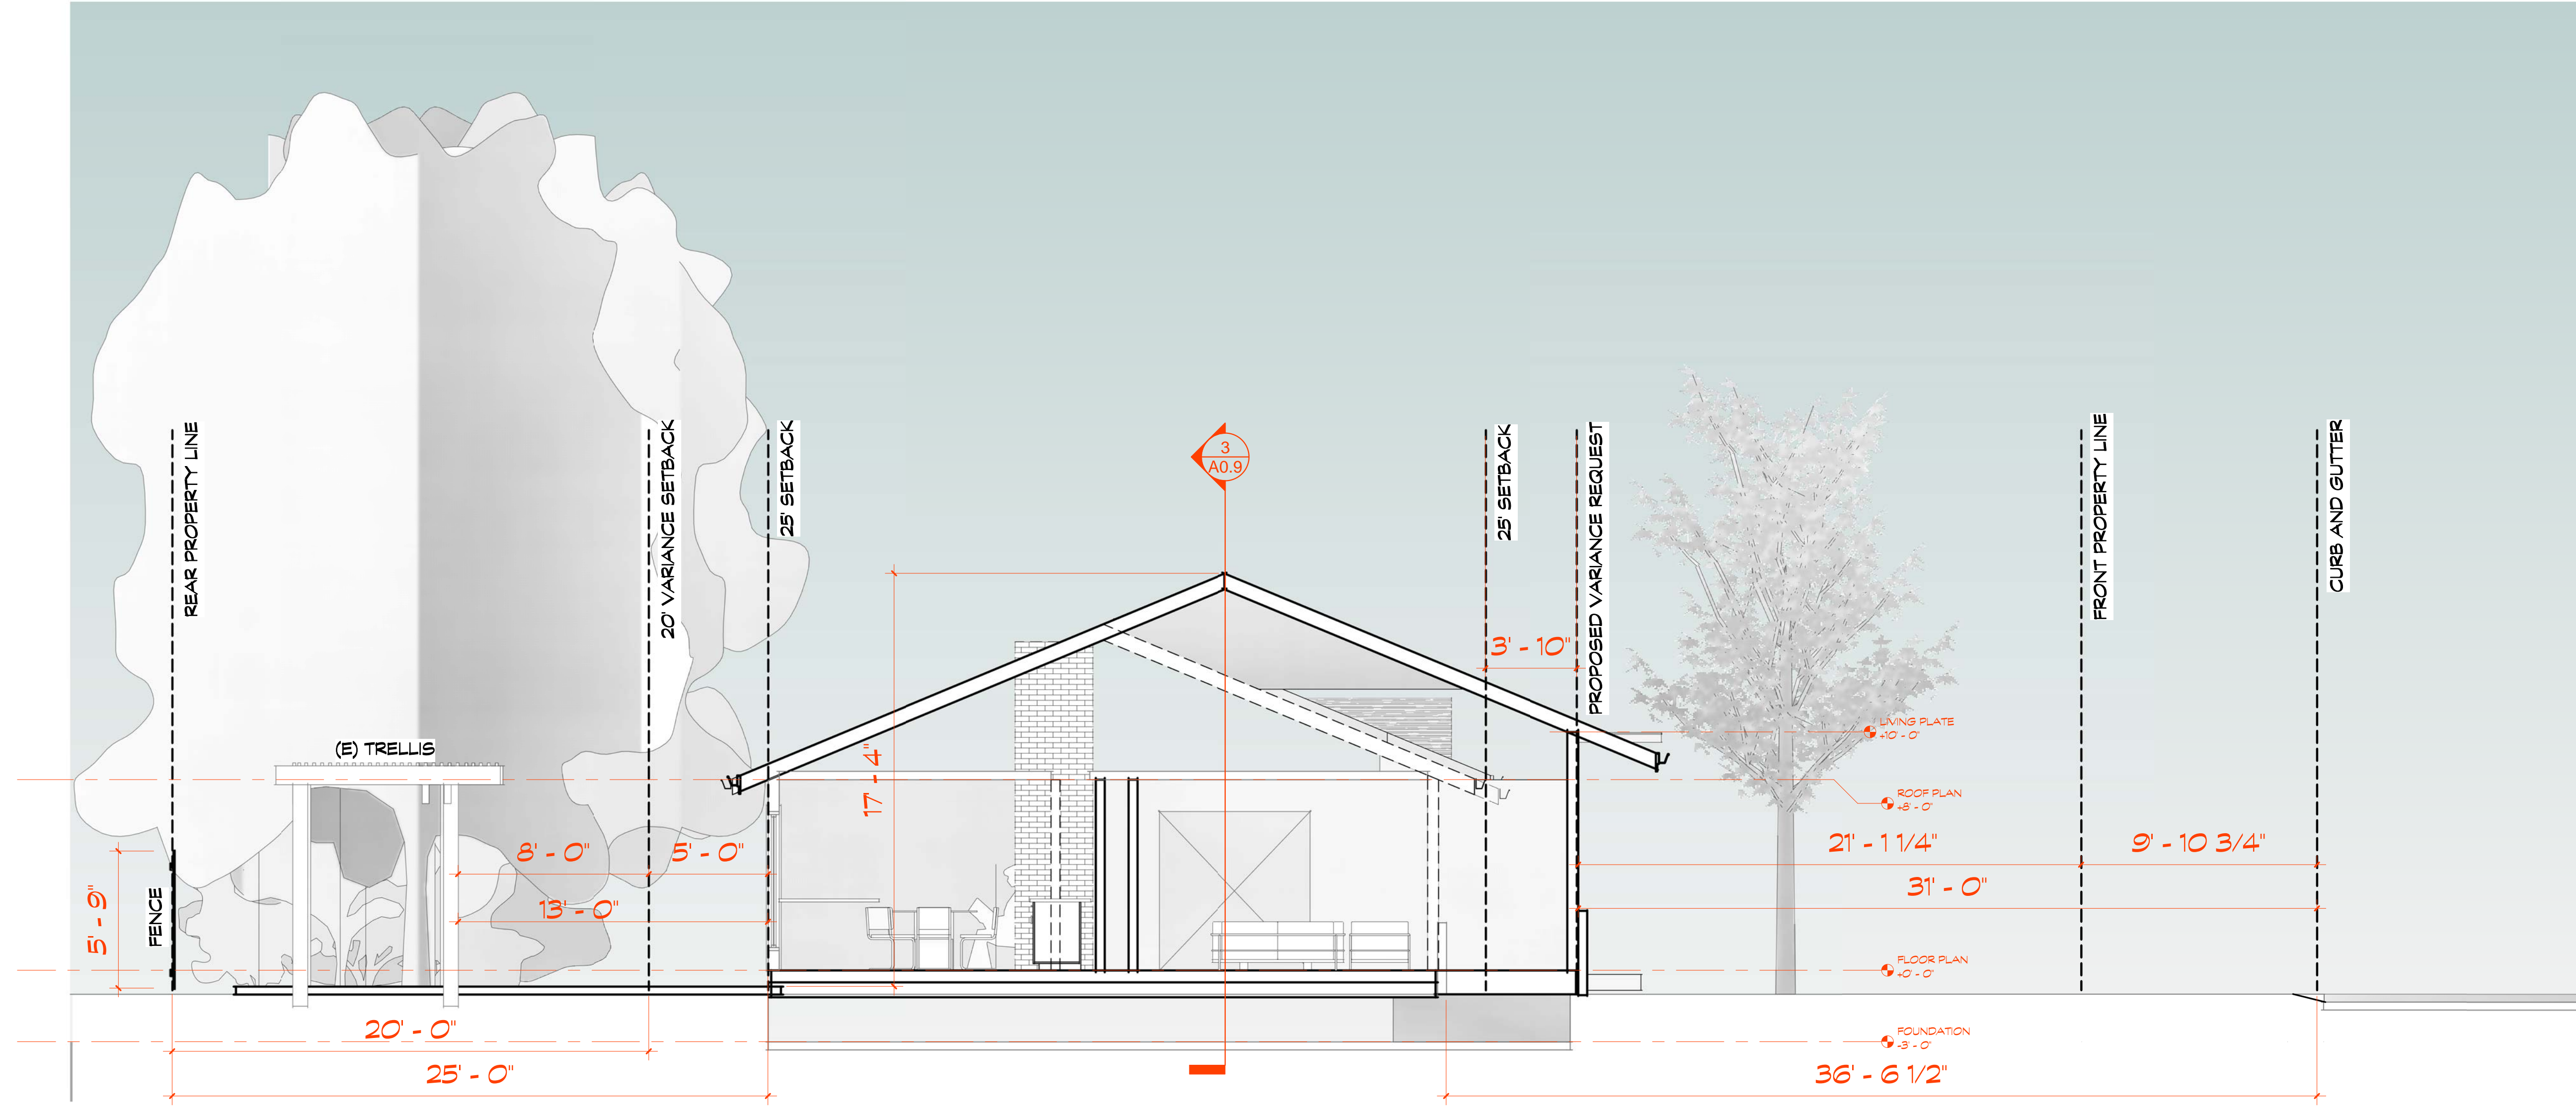 3
A0.9
REAR PROPERTY LINE
20' VARIANCE SETBACK
25' SETBACK
25' SETBACK
PROPOSED VARIANCE REQUEST
FRONT PROPERTY LINE
CURB AND GUTTER
3' - 10"
LIVING PLATE
+10' - 0"
(E) TRELLIS
17' - 4"
ROOF PLAN
+8' - 0"
8' - 0"
5' - 0"
21' - 1 1/4"
9' - 10 3/4"
5' - 9"
FENCE
13' - 0"
31' - 0"
FLOOR PLAN
+0' - 0"
20' - 0"
FOUNDATION
-3' - 0"
25' - 0"
36' - 6 1/2"